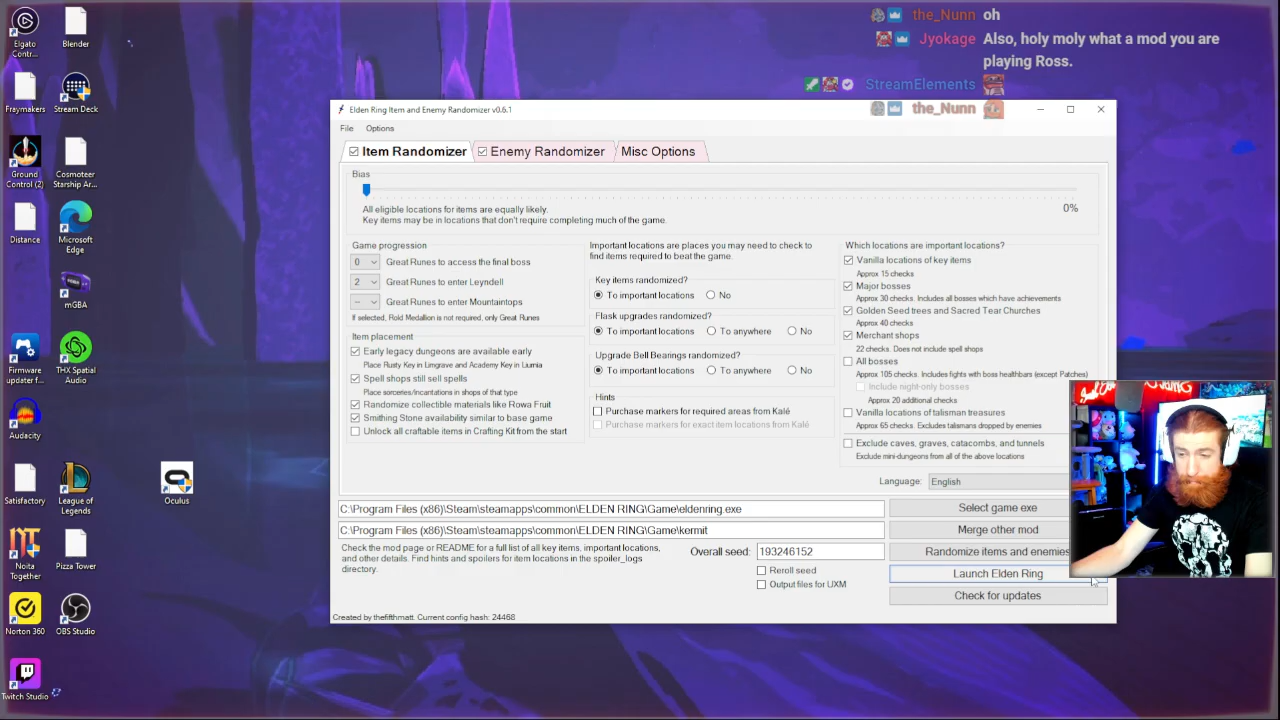 Elgato
Contr...
Blender
Fraymakers
Stream Deck
Ground
Control (2)
Cosmoteer
Starship Ar...
Distance
Microsoft
Edge
mGBA
Firmware
updater f...
THX Spatial
Audio
Audacity
Satisfactory
League of
Legends
Oculus
Noita
Together
Pizza Tower
Norton 360
OBS Studio
Twitch Studio
the_Nunn oh
Jyokage Also, holy moly what a mod you are
playing Ross.
StreamElements
the_Nunn
Elden Ring Item and Enemy Randomizer v0.6.1
File Options
Item Randomizer Enemy Randomizer Misc Options
Bias
All eligible locations for items are equally likely.
Key items may be in locations that don't require completing much of the game.
0%
Game progression
0 Great Runes to access the final boss
2 Great Runes to enter Leyndell
-- Great Runes to enter Mountaintops
If selected, Rold Medallion is not required, only Great Runes
Item placement
Early legacy dungeons are available early
Place Rusty Key in Limgrave and Academy Key in Liurnia
Spell shops still sell spells
Place sorceries/incantations in shops of that type
Randomize collectible materials like Rowa Fruit
Smithing Stone availability similar to base game
Unlock all craftable items in Crafting Kit from the start
Important locations are places you may need to check to
find items required to beat the game.
Key items randomized?
To important locations No
Flask upgrades randomized?
To important locations To anywhere No
Upgrade Bell Bearings randomized?
To important locations To anywhere No
Hints
Purchase markers for required areas from Kalé
Purchase markers for exact item locations from Kalé
Which locations are important locations?
Vanilla locations of key items
Approx 15 checks
Major bosses
Approx 30 checks. Includes all bosses which have achievements
Golden Seed trees and Sacred Tear Churches
Approx 40 checks
Merchant shops
22 checks. Does not include spell shops
All bosses
Approx 105 checks. Includes fights with boss healthbars (except Patches)
Include night-only bosses
Approx 20 additional checks
Vanilla locations of talisman treasures
Approx 65 checks. Excludes talismans dropped by enemies
Exclude caves, graves, catacombs, and tunnels
Exclude mini-dungeons from all of the above locations
Language: English
C:\Program Files (x86)\Steam\steamapps\common\ELDEN RING\Game\eldenring.exe
Select game exe
C:\Program Files (x86)\Steam\steamapps\common\ELDEN RING\Game\kermit
Merge other mod
Check the mod page or README for a full list of all key items, important locations,
and other details. Find hints and spoilers for item locations in the spoiler_logs
directory.
Overall seed: 193246152
Reroll seed
Output files for UXM
Randomize items and enemies
Launch Elden Ring
Check for updates
Created by thefifthmatt. Current config hash: 24468